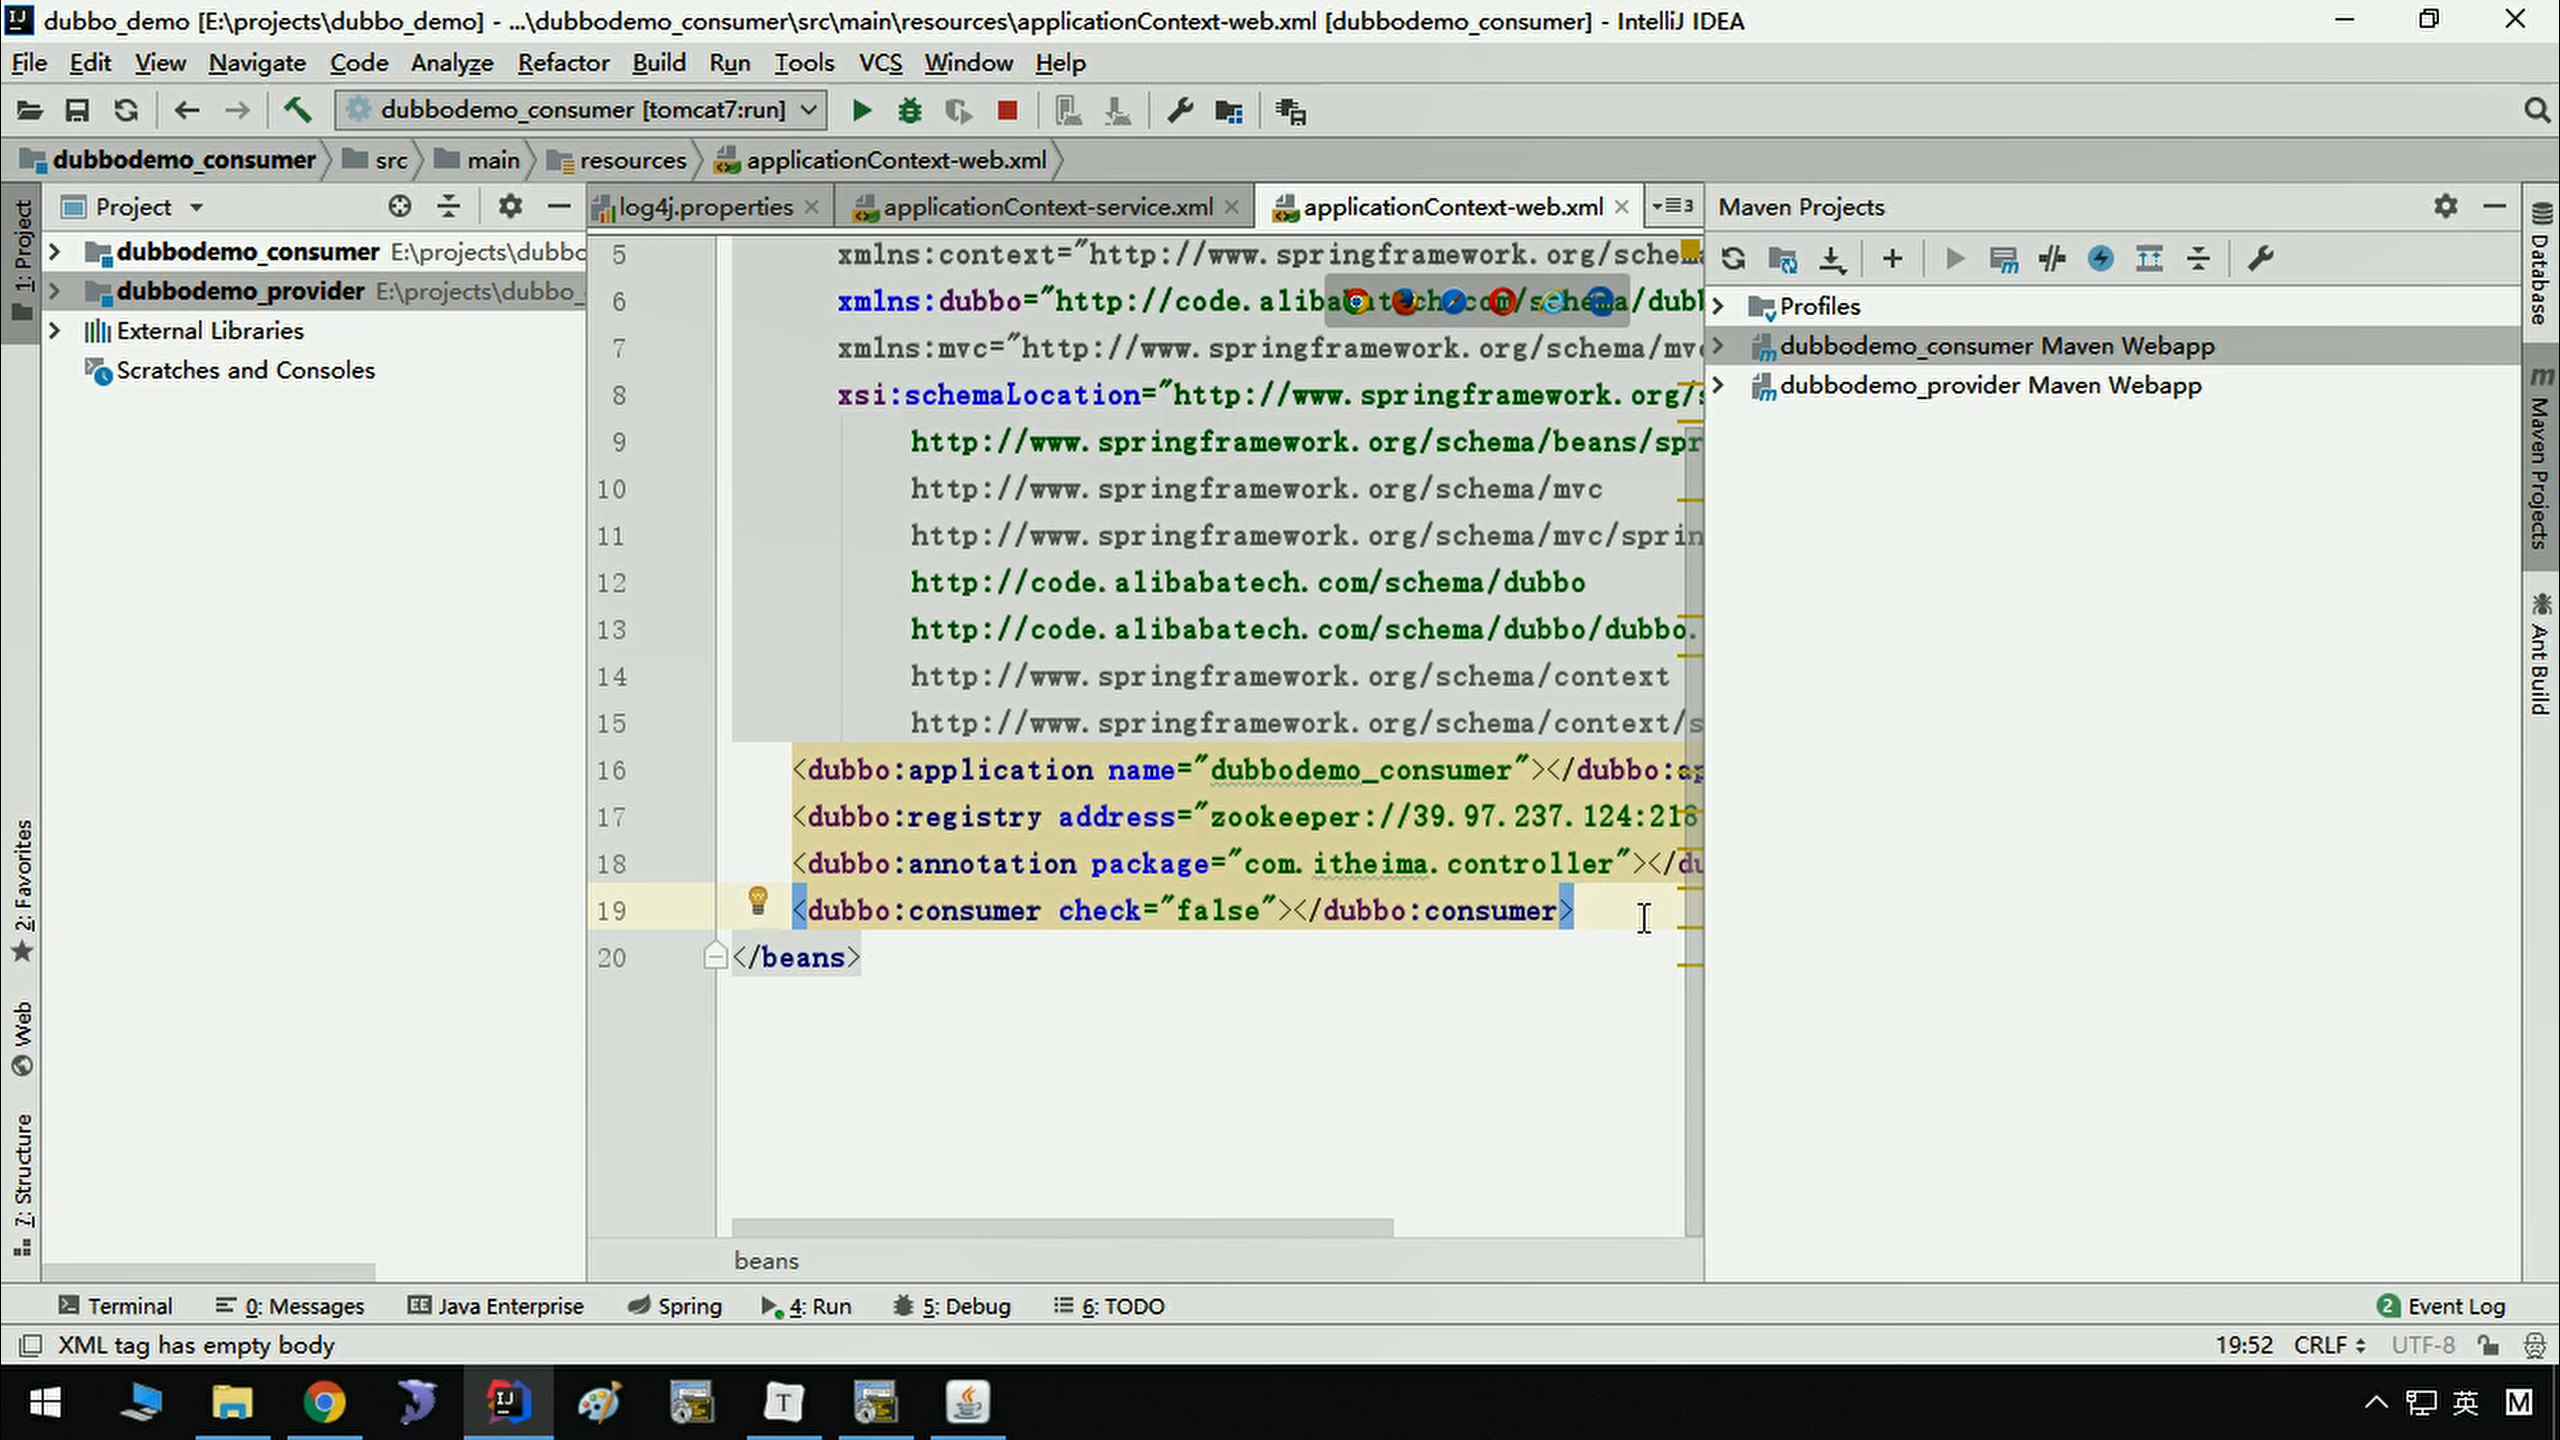 dubbo_demo [E:\projects\dubbo_demo] - ...\dubbodemo_consumer\src\main\resources\applicationContext-web.xml [dubbodemo_consumer] - IntelliJ IDEA
File Edit View Navigate Code Analyze Refactor Build Run Tools VCS Window Help
dubbodemo_consumer [tomcat7:run]
dubbodemo_consumer src main resources applicationContext-web.xml
1: Project
2: Favorites
Web
7: Structure
Project
dubbodemo_consumer E:\projects\dubbo
dubbodemo_provider E:\projects\dubbo_
External Libraries
Scratches and Consoles
log4j.properties applicationContext-service.xml applicationContext-web.xml 3
5 xmlns:context="http://www.springframework.org/schema
6 xmlns:dubbo="http://code.alibabatech.com/schema/dubb
7 xmlns:mvc="http://www.springframework.org/schema/mvc
8 xsi:schemaLocation="http://www.springframework.org/s
9 http://www.springframework.org/schema/beans/spr
10 http://www.springframework.org/schema/mvc
11 http://www.springframework.org/schema/mvc/sprin
12 http://code.alibabatech.com/schema/dubbo
13 http://code.alibabatech.com/schema/dubbo/dubbo.
14 http://www.springframework.org/schema/context
15 http://www.springframework.org/schema/context/s
16 <dubbo:application name="dubbodemo_consumer"></dubbo:ap
17 <dubbo:registry address="zookeeper://39.97.237.124:218
18 <dubbo:annotation package="com.itheima.controller"></du
19 <dubbo:consumer check="false"></dubbo:consumer>
20 </beans>
beans
Maven Projects
Profiles
dubbodemo_consumer Maven Webapp
dubbodemo_provider Maven Webapp
Database
Maven Projects
Ant Build
Terminal 0: Messages Java Enterprise Spring 4: Run 5: Debug 6: TODO 2 Event Log
XML tag has empty body 19:52 CRLF UTF-8
英 M